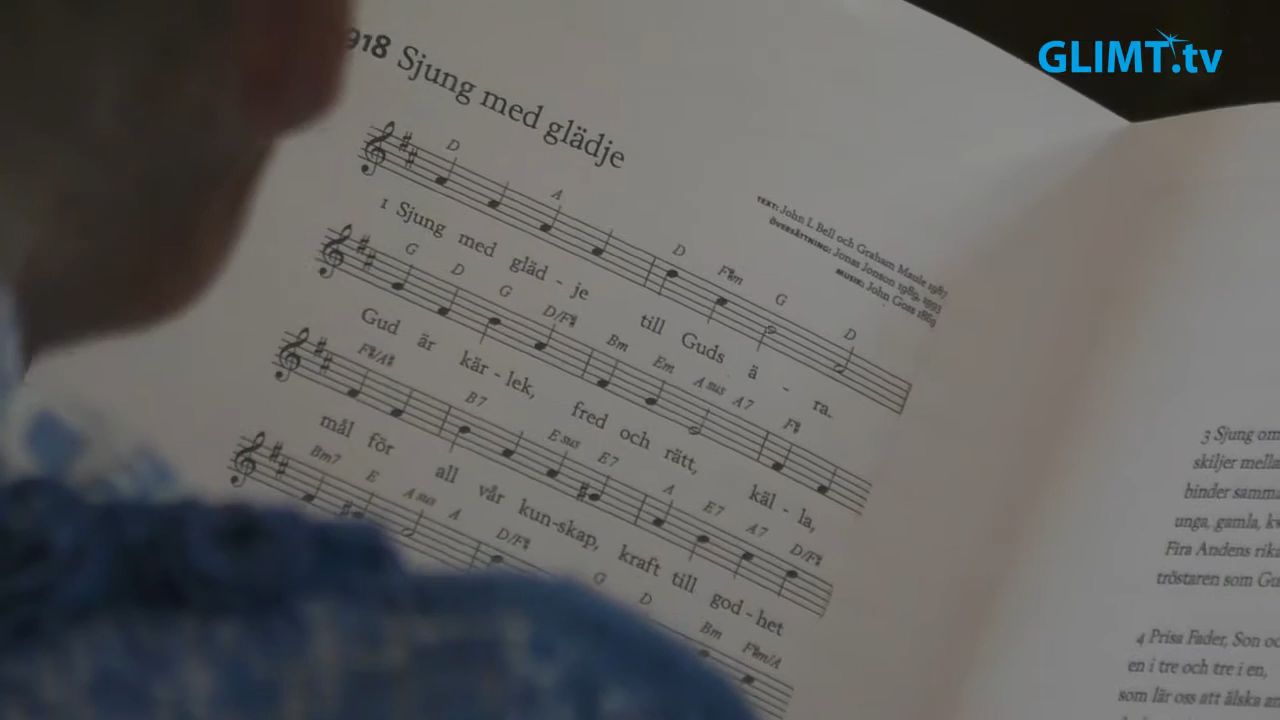 GLIMT.tv
918 Sjung med glädje
TEXT: John L Bell och Graham Maule 1987
ÖVERSÄTTNING: Jonas Jonson 1989, 1993
MUSIK: John Goss 1869
D A D F#m G D
1 Sjung med gläd - je till Guds ä - ra.
G D G D/F# Bm Em A sus A7 F#
Gud är kär - lek, fred och rätt, käl - la,
F#/A# B7 E sus E7 A E7 A7 D/F#
mål för all vår kun - skap, kraft till god - het
Bm7 E A sus A D/F# G D Bm F#m/A
3 Sjung om
skiljer mella
binder samm
unga, gamla, kv
Fira Andens rika
tröstaren som Gu
4 Prisa Fader, Son oc
en i tre och tre i en,
som lär oss att älska an